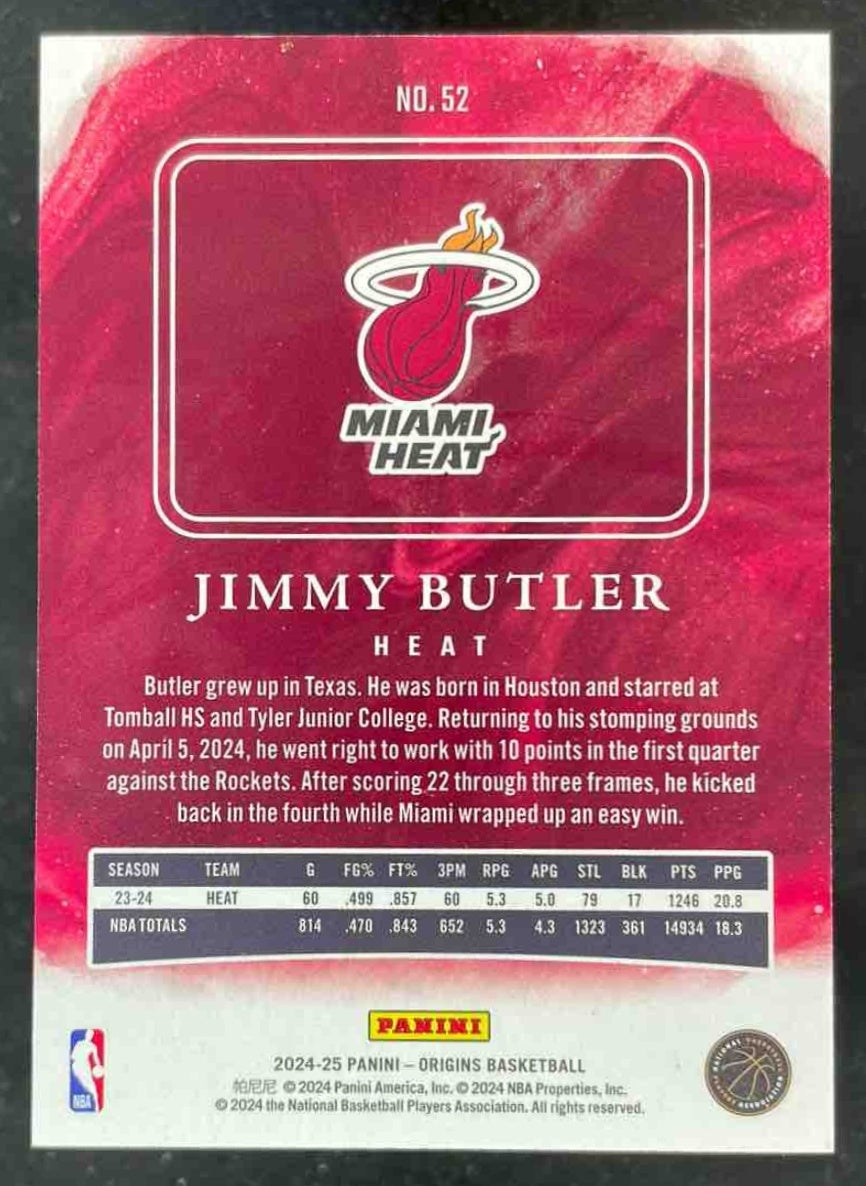 NO. 52
MIAMI
HEAT
JIMMY BUTLER
HEAT
Butler grew up in Texas. He was born in Houston and starred at
Tomball HS and Tyler Junior College. Returning to his stomping grounds
on April 5, 2024, he went right to work with 10 points in the first quarter
against the Rockets. After scoring 22 through three frames, he kicked
back in the fourth while Miami wrapped up an easy win.
SEASON TEAM G FG% FT% 3PM RPG APG STL BLK PTS PPG
23-24 HEAT 60 .499 .857 60 5.3 5.0 79 17 1246 20.8
NBA TOTALS 814 .470 .843 652 5.3 4.3 1323 361 14934 18.3
PANINI
2024-25 PANINI – ORIGINS BASKETBALL
帕尼尼 © 2024 Panini America, Inc. © 2024 NBA Properties, Inc.
© 2024 the National Basketball Players Association. All rights reserved.
NBA
NATIONAL BASKETBALL PLAYERS ASSOCIATION